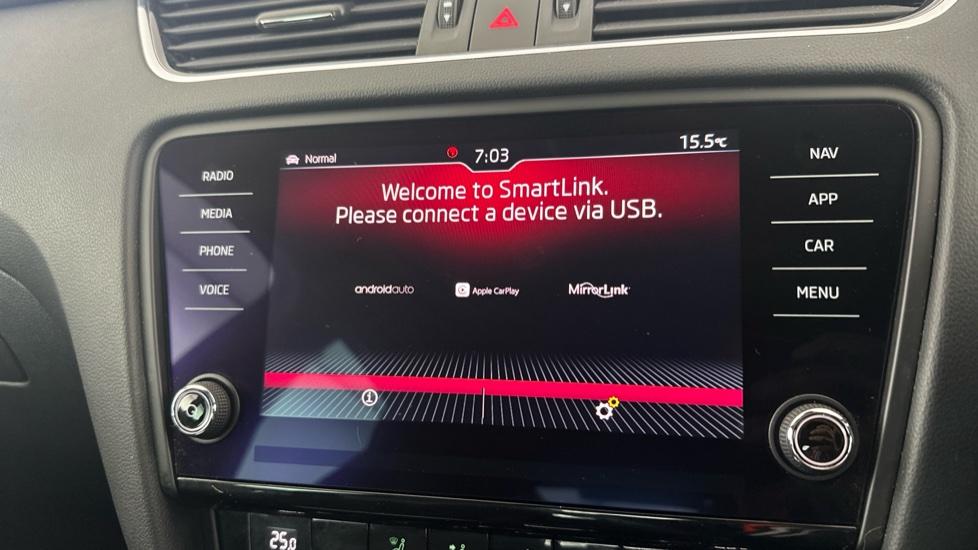 Normal
7:03
15.5°C
Welcome to SmartLink.
Please connect a device via USB.
androidauto
Apple CarPlay
MirrorLink
RADIO
MEDIA
PHONE
VOICE
NAV
APP
CAR
MENU
25.0